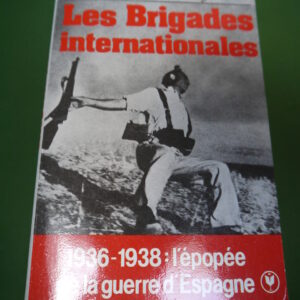 Les Brigades
internationales
1936-1938: l'épopée
la guerre d'Espagne